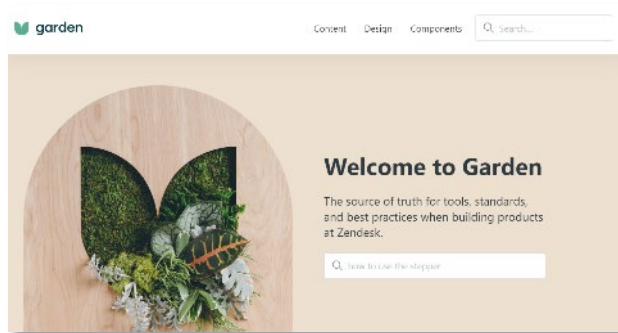 garden
Content Design Components Search...
Welcome to Garden
The source of truth for tools, standards,
and best practices when building products
at Zendesk.
how to use the stepper